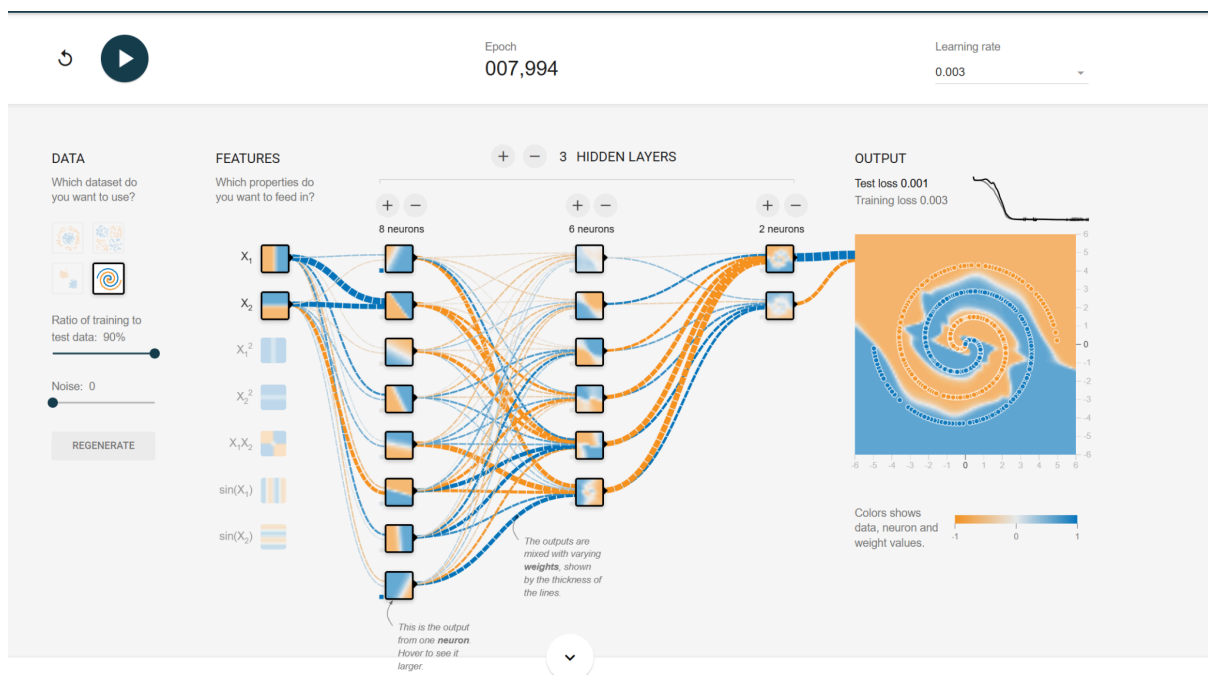 Epoch
007,994
Learning rate
0.003
DATA
Which dataset do
you want to use?
Ratio of training to
test data: 90%
Noise: 0
REGENERATE
FEATURES
Which properties do
you want to feed in?
X1
X2
X1²
X2²
X1X2
sin(X1)
sin(X2)
+ − 3 HIDDEN LAYERS
+ −
8 neurons
+ −
6 neurons
+ −
2 neurons
This is the output
from one neuron.
Hover to see it
larger.
The outputs are
mixed with varying
weights, shown
by the thickness of
the lines.
OUTPUT
Test loss 0.001
Training loss 0.003
6
5
4
3
2
1
0
-1
-2
-3
-4
-5
-6
-6 -5 -4 -3 -2 -1 0 1 2 3 4 5 6
Colors shows
data, neuron and
weight values.
-1 0 1